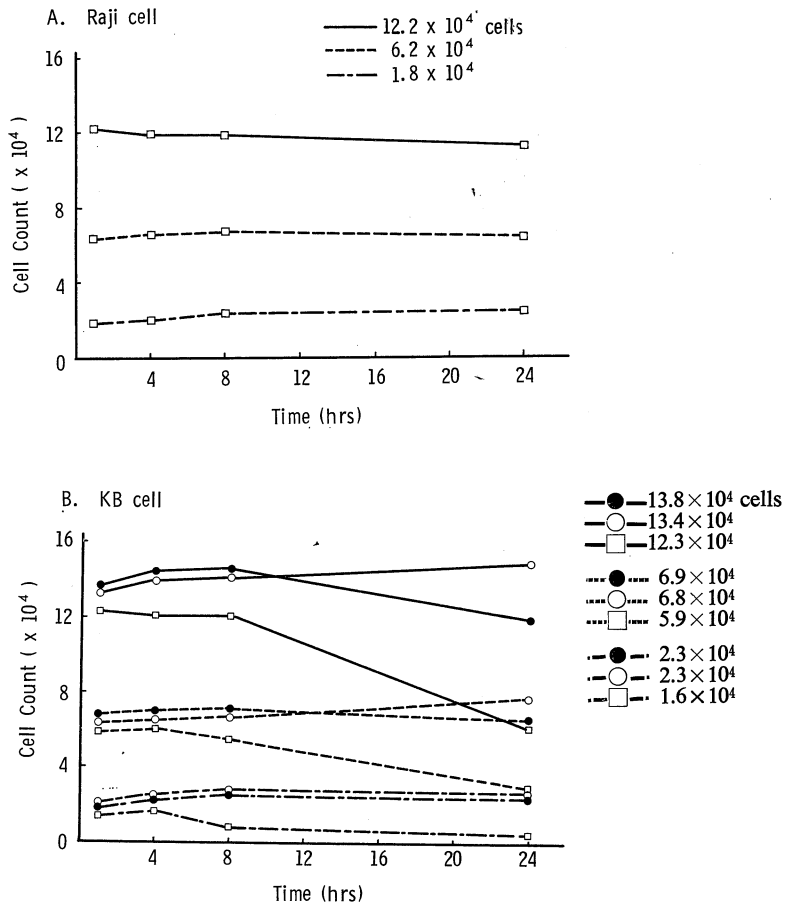 A. Raji cell
12.2 x 10⁴ cells
6.2 x 10⁴
1.8 x 10⁴
16
12
8
4
0
Cell Count ( x 10⁴ )
4 8 12 16 20 24
Time (hrs)
B. KB cell
13.8×10⁴ cells
13.4×10⁴
12.3×10⁴
6.9×10⁴
6.8×10⁴
5.9×10⁴
2.3×10⁴
2.3×10⁴
1.6×10⁴
16
12
8
4
0
Cell Count ( x 10⁴ )
4 8 12 16 20 24
Time (hrs)